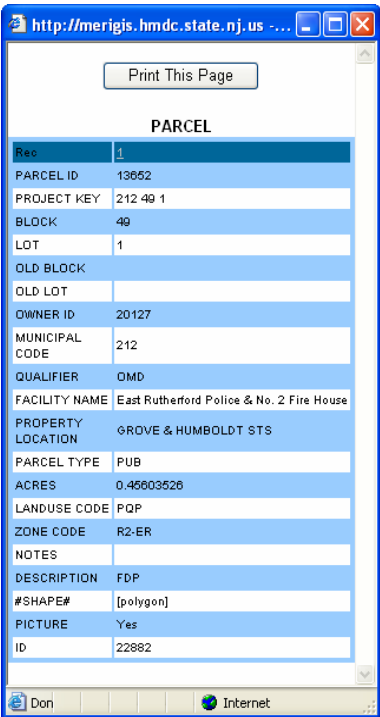 http://merigis.hmdc.state.nj.us -...
Print This Page
PARCEL
Rec 1
PARCEL ID 13652
PROJECT KEY 212 49 1
BLOCK 49
LOT 1
OLD BLOCK
OLD LOT
OWNER ID 20127
MUNICIPAL
CODE 212
QUALIFIER OMD
FACILITY NAME East Rutherford Police & No. 2 Fire House
PROPERTY
LOCATION GROVE & HUMBOLDT STS
PARCEL TYPE PUB
ACRES 0.45603526
LANDUSE CODE PQP
ZONE CODE R2-ER
NOTES
DESCRIPTION FDP
#SHAPE# [polygon]
PICTURE Yes
ID 22882
Don Internet